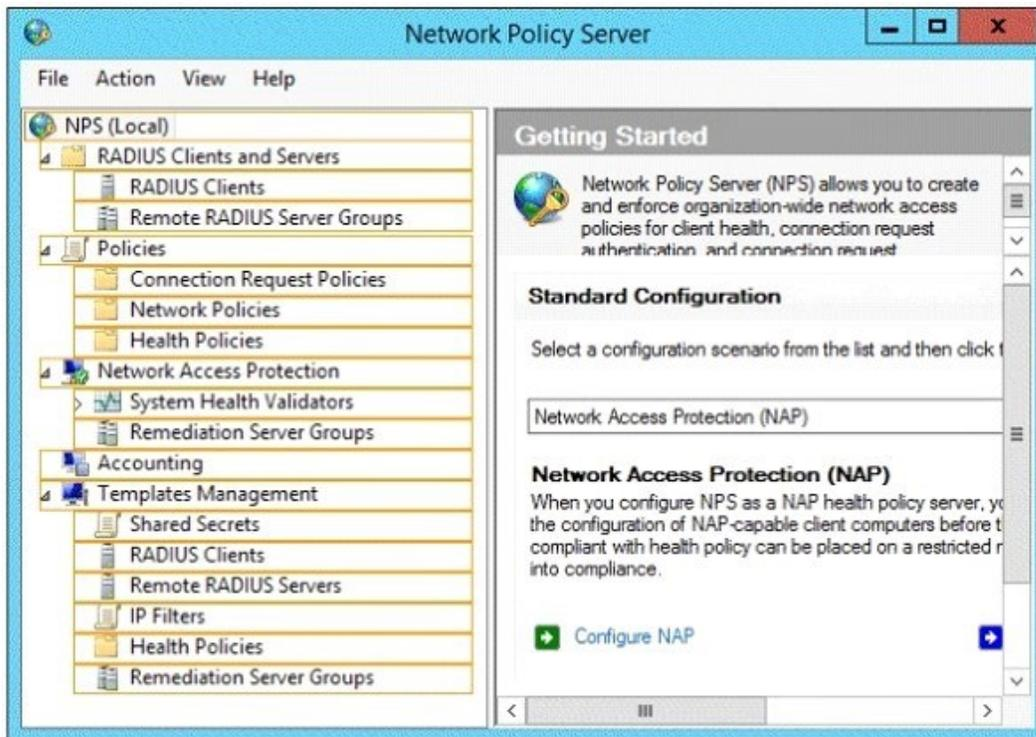 Network Policy Server
File Action View Help
NPS (Local)
RADIUS Clients and Servers
RADIUS Clients
Remote RADIUS Server Groups
Policies
Connection Request Policies
Network Policies
Health Policies
Network Access Protection
System Health Validators
Remediation Server Groups
Accounting
Templates Management
Shared Secrets
RADIUS Clients
Remote RADIUS Servers
IP Filters
Health Policies
Remediation Server Groups
Getting Started
Network Policy Server (NPS) allows you to create
and enforce organization-wide network access
policies for client health, connection request
authentication, and connection request
Standard Configuration
Select a configuration scenario from the list and then click
Network Access Protection (NAP)
Network Access Protection (NAP)
When you configure NPS as a NAP health policy server,
the configuration of NAP-capable client computers before
compliant with health policy can be placed on a restricted
into compliance.
Configure NAP